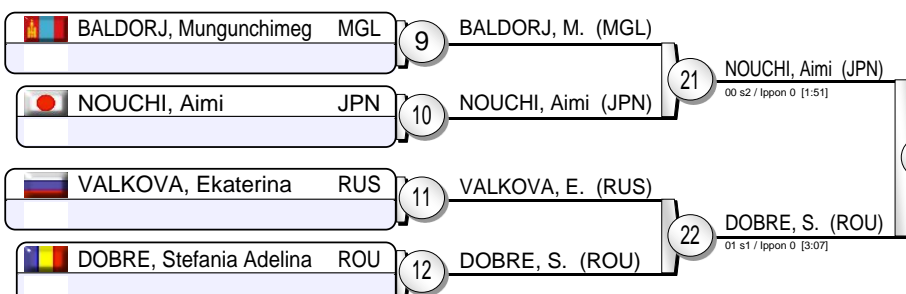 BALDORJ, Mungunchimeg MGL
9
BALDORJ, M. (MGL)
21
NOUCHI, Aimi (JPN)
00 s2 / Ippon 0 [1:51]
NOUCHI, Aimi JPN
10
NOUCHI, Aimi (JPN)
VALKOVA, Ekaterina RUS
11
VALKOVA, E. (RUS)
22
DOBRE, S. (ROU)
01 s1 / Ippon 0 [3:07]
DOBRE, Stefania Adelina ROU
12
DOBRE, S. (ROU)